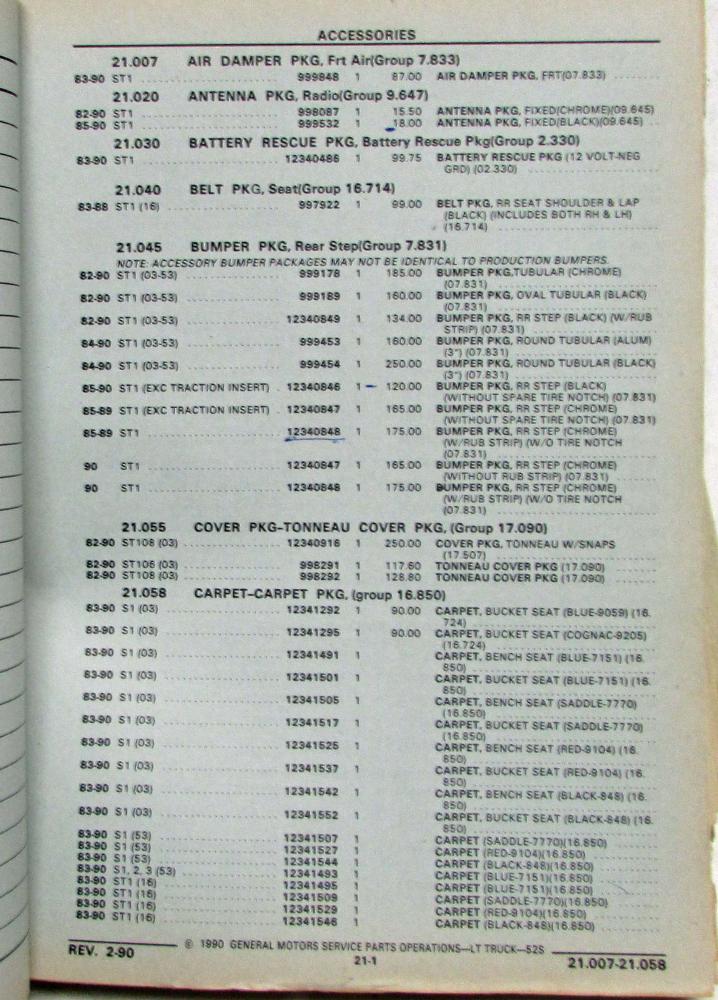 ACCESSORIES
21.007 AIR DAMPER PKG, Frt Air(Group 7.833)
83-90 ST1 999848 1 87.00 AIR DAMPER PKG, FRT(07.833)
21.020 ANTENNA PKG, Radio(Group 9.647)
82-90 ST1 998087 1 15.50 ANTENNA PKG, FIXED(CHROME)(09.645)
85-90 ST1 999532 1 18.00 ANTENNA PKG, FIXED(BLACK)(09.645)
21.030 BATTERY RESCUE PKG, Battery Rescue Pkg(Group 2.330)
83-90 ST1 12340486 1 99.75 BATTERY RESCUE PKG (12 VOLT-NEG
GRD) (02.330)
21.040 BELT PKG, Seat(Group 16.714)
83-88 ST1 (16) 997922 1 99.00 BELT PKG, RR SEAT SHOULDER & LAP
(BLACK) (INCLUDES BOTH RH & LH)
(16.714)
21.045 BUMPER PKG, Rear Step(Group 7.831)
NOTE: ACCESSORY BUMPER PACKAGES MAY NOT BE IDENTICAL TO PRODUCTION BUMPERS.
82-90 ST1 (03-53) 999178 1 185.00 BUMPER PKG,TUBULAR (CHROME)
(07.831)
82-90 ST1 (03-53) 999189 1 160.00 BUMPER PKG, OVAL TUBULAR (BLACK)
(07.831)
82-90 ST1 (03-53) 12340849 1 134.00 BUMPER PKG, RR STEP (BLACK) (W/RUB
STRIP) (07.831)
84-90 ST1 (03-53) 999453 1 160.00 BUMPER PKG, ROUND TUBULAR (ALUM)
(3") (07.831)
84-90 ST1 (03-53) 999454 1 250.00 BUMPER PKG, ROUND TUBULAR (BLACK)
(3") (07.831)
85-90 ST1 (EXC TRACTION INSERT) 12340846 1 120.00 BUMPER PKG, RR STEP (BLACK)
(WITHOUT SPARE TIRE NOTCH) (07.831)
85-89 ST1 (EXC TRACTION INSERT) 12340847 1 165.00 BUMPER PKG, RR STEP (CHROME)
(WITHOUT SPARE TIRE NOTCH) (07.831)
85-89 ST1 12340848 1 175.00 BUMPER PKG, RR STEP (CHROME)
(W/RUB STRIP) (W/O TIRE NOTCH
(07.831)
90 ST1 12340847 1 165.00 BUMPER PKG, RR STEP (CHROME)
(WITHOUT RUB STRIP) (07.831)
90 ST1 12340848 1 175.00 BUMPER PKG, RR STEP (CHROME)
(W/RUB STRIP) (W/O TIRE NOTCH
(07.831)
21.055 COVER PKG-TONNEAU COVER PKG, (Group 17.090)
82-90 ST108 (03) 12340916 1 250.00 COVER PKG, TONNEAU W/SNAPS
(17.507)
82-90 ST106 (03) 998291 1 117.60 TONNEAU COVER PKG (17.090)
82-90 ST108 (03) 998292 1 128.80 TONNEAU COVER PKG (17.090)
21.058 CARPET-CARPET PKG, (group 16.850)
83-90 S1 (03) 12341292 1 90.00 CARPET, BUCKET SEAT (BLUE-9059) (16.
724)
83-90 S1 (03) 12341295 1 90.00 CARPET, BUCKET SEAT (COGNAC-9205)
(16.724)
83-90 S1 (03) 12341491 1 CARPET, BENCH SEAT (BLUE-7151) (16.
850)
83-90 S1 (03) 12341501 1 CARPET, BUCKET SEAT (BLUE-7151) (16.
850)
83-90 S1 (03) 12341505 1 CARPET, BENCH SEAT (SADDLE-7770)
(16.850)
83-90 S1 (03) 12341517 1 CARPET, BUCKET SEAT (SADDLE-7770)
(16.850)
83-90 S1 (03) 12341525 1 CARPET, BENCH SEAT (RED-9104) (16.
850)
83-90 S1 (03) 12341537 1 CARPET, BUCKET SEAT (RED-9104) (16.
850)
83-90 S1 (03) 12341542 1 CARPET, BENCH SEAT (BLACK-848) (16.
850)
83-90 S1 (03) 12341552 1 CARPET, BUCKET SEAT (BLACK-848) (16.
850)
83-90 S1 (53) 12341507 1 CARPET (SADDLE-7770)(16.850)
83-90 S1 (53) 12341527 1 CARPET (RED-9104)(16.850)
83-90 S1 (53) 12341544 1 CARPET (BLACK-848)(16.850)
83-90 S1, 2, 3 (53) 12341493 1 CARPET (BLUE-7151)(16.850)
83-90 ST1 (16) 12341495 1 CARPET (BLUE-7151)(16.850)
83-90 ST1 (16) 12341509 1 CARPET (SADDLE-7770)(16.850)
83-90 ST1 (16) 12341529 1 CARPET (RED-9104)(16.850)
83-90 ST1 (16) 12341546 1 CARPET (BLACK-848)(16.850)
REV. 2-90 © 1990 GENERAL MOTORS SERVICE PARTS OPERATIONS—LT TRUCK—52S
21-1 21.007-21.058